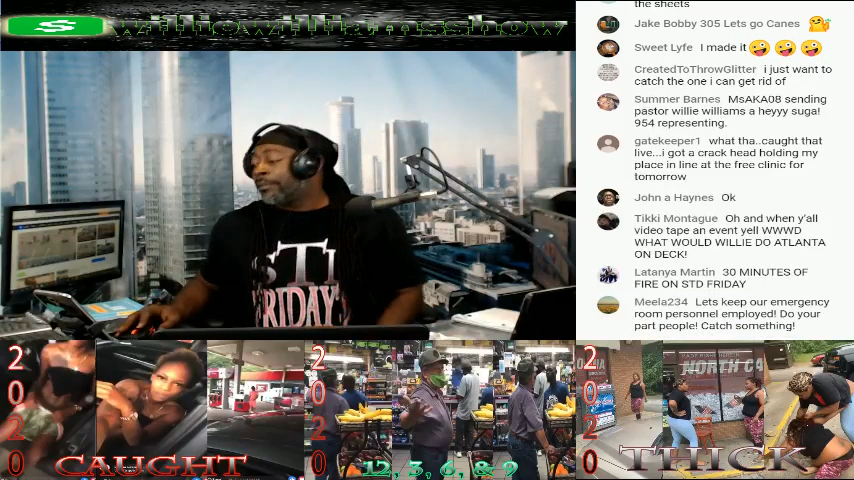 the sheets
Jake Bobby 305 Lets go Canes
$ williowilliamsshow
Sweet Lyfe I made it
CreatedToThrowGlitter i just want to
catch the one i can get rid of
Summer Barnes MsAKA08 sending
pastor willie williams a heyyy suga!
954 representing.
gatekeeper1 what tha..caught that
live...i got a crack head holding my
place in line at the free clinic for
tomorrow
John a Haynes Ok
Tikki Montague Oh and when y'all
video tape an event yell WWWD
WHAT WOULD WILLIE DO ATLANTA
ON DECK!
Latanya Martin 30 MINUTES OF
FIRE ON STD FRIDAY
Meela234 Lets keep our emergency
room personnel employed! Do your
part people! Catch something!
FRIDAY
2020
CAUGHT
2020
12, 3, 6, & 9
2020
NORTH
THICK